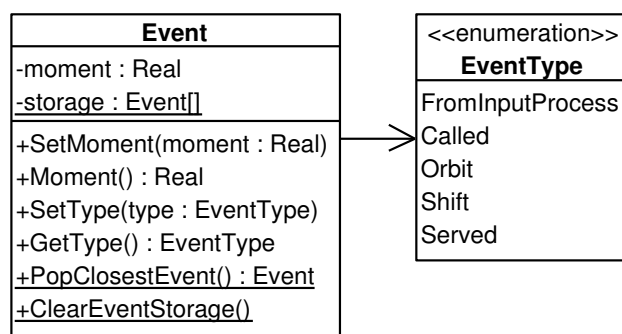 Event
-moment : Real
-storage : Event[]
+SetMoment(moment : Real)
+Moment() : Real
+SetType(type : EventType)
+GetType() : EventType
+PopClosestEvent() : Event
+ClearEventStorage()
<<enumeration>>
EventType
FromInputProcess
Called
Orbit
Shift
Served